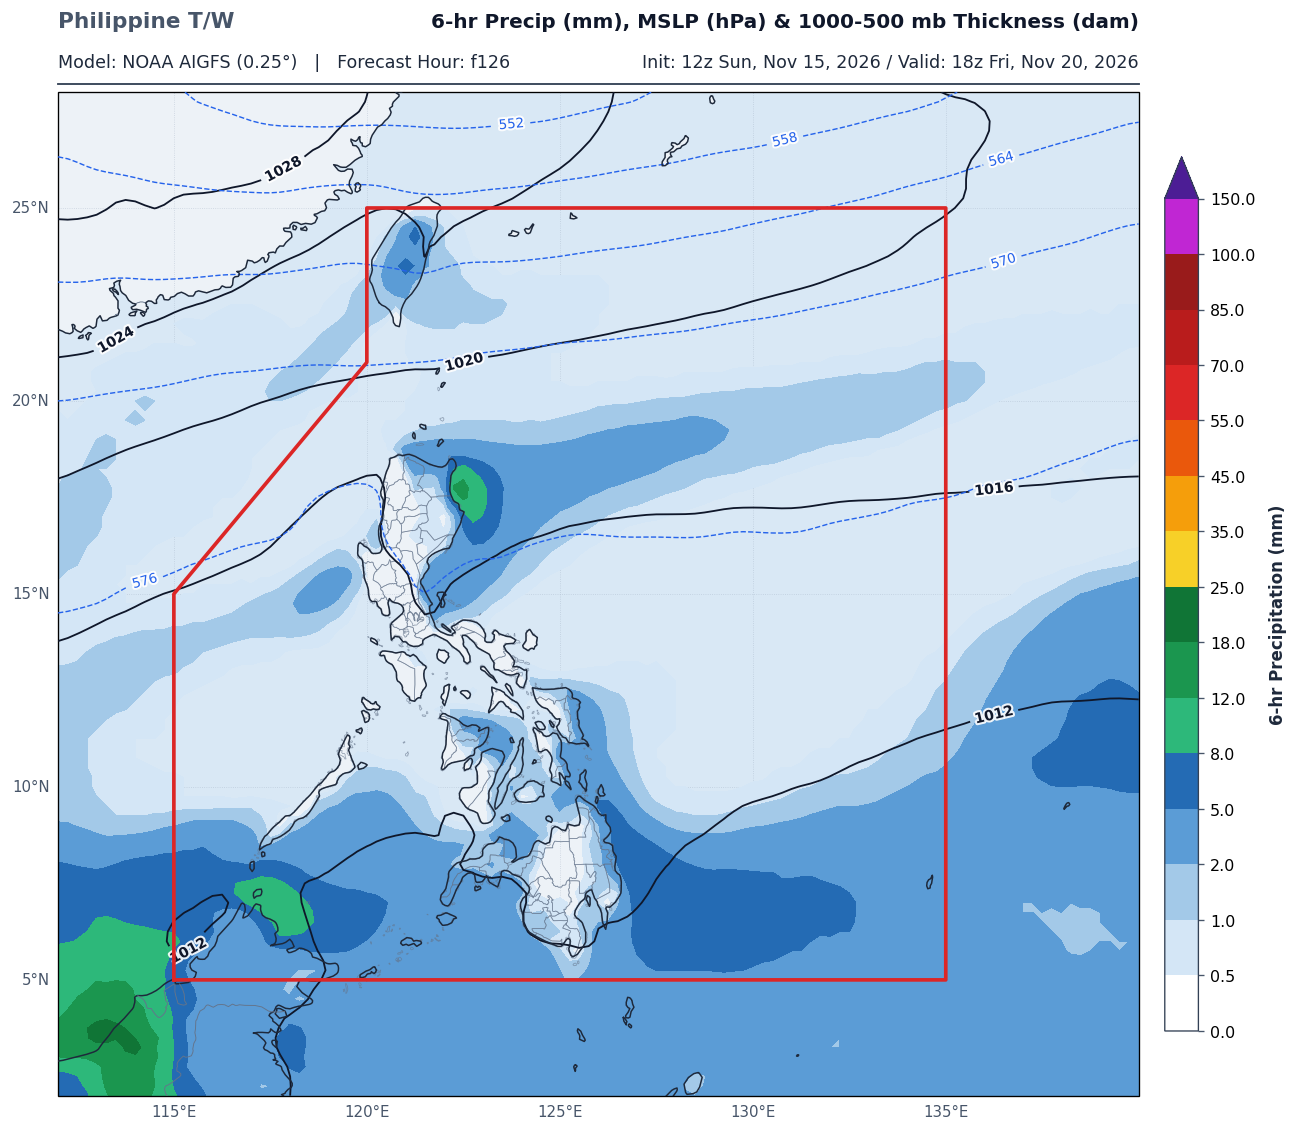 Philippine T/W
6-hr Precip (mm), MSLP (hPa) & 1000-500 mb Thickness (dam)
Model: NOAA AIGFS (0.25°) | Forecast Hour: f126
Init: 12z Sun, Nov 15, 2026 / Valid: 18z Fri, Nov 20, 2026
552
558
564
570
576
1028
1024
1020
1016
1012
1012
25°N
20°N
15°N
10°N
5°N
115°E
120°E
125°E
130°E
135°E
150.0
100.0
85.0
70.0
55.0
45.0
35.0
25.0
18.0
12.0
8.0
5.0
2.0
1.0
0.5
0.0
6-hr Precipitation (mm)